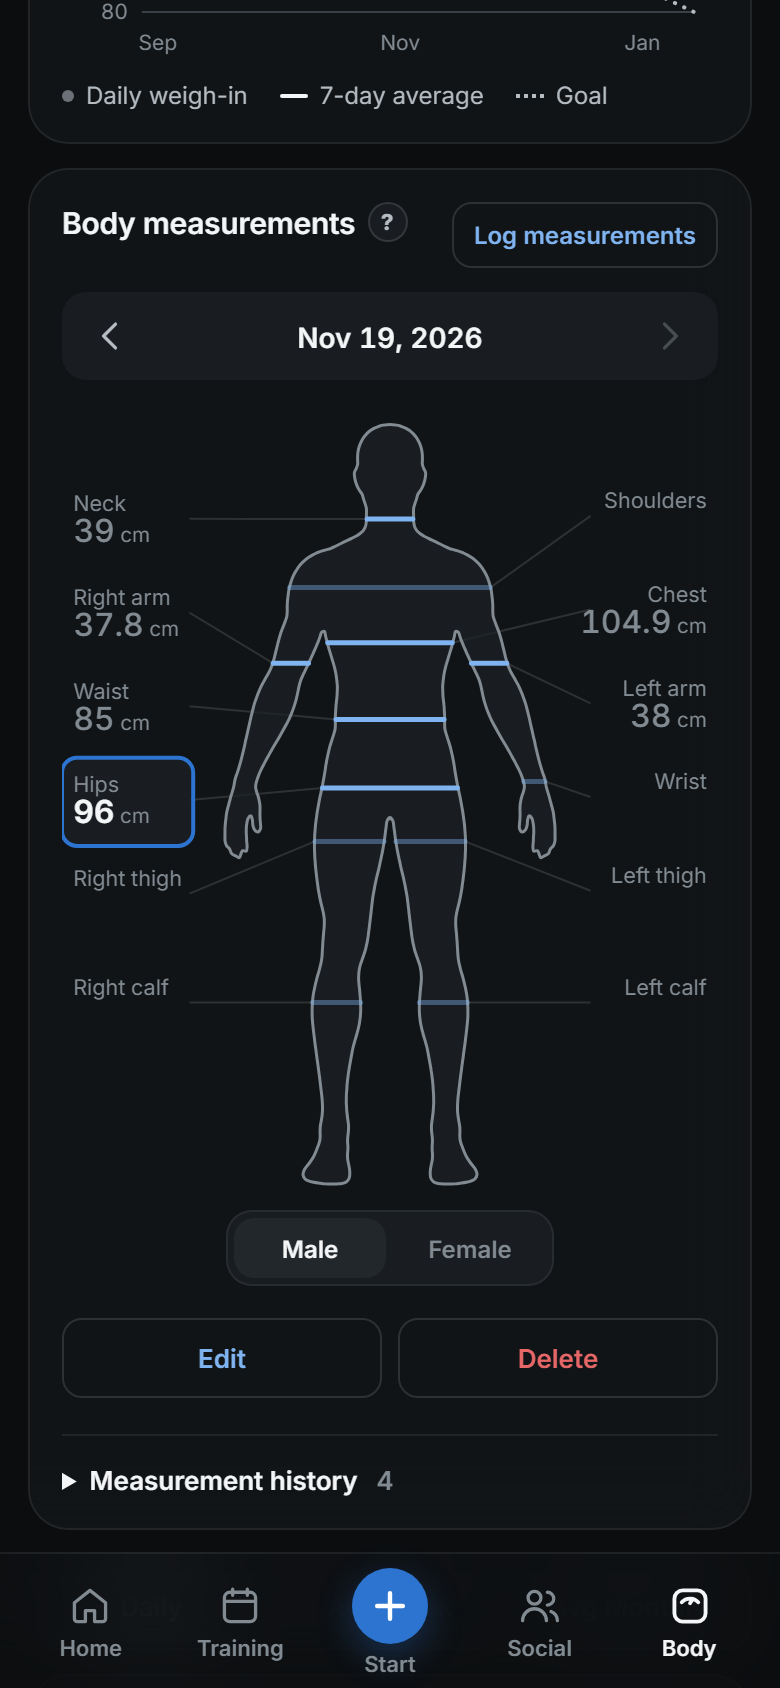 80
Sep Nov Jan
Daily weigh-in 7-day average Goal
Body measurements ?
Log measurements
Nov 19, 2026
Neck
39 cm
Shoulders
Right arm
37.8 cm
Chest
104.9 cm
Waist
85 cm
Left arm
38 cm
Hips
96 cm
Wrist
Right thigh
Left thigh
Right calf
Left calf
Male Female
Edit Delete
Measurement history 4
Home Training Start Social Body